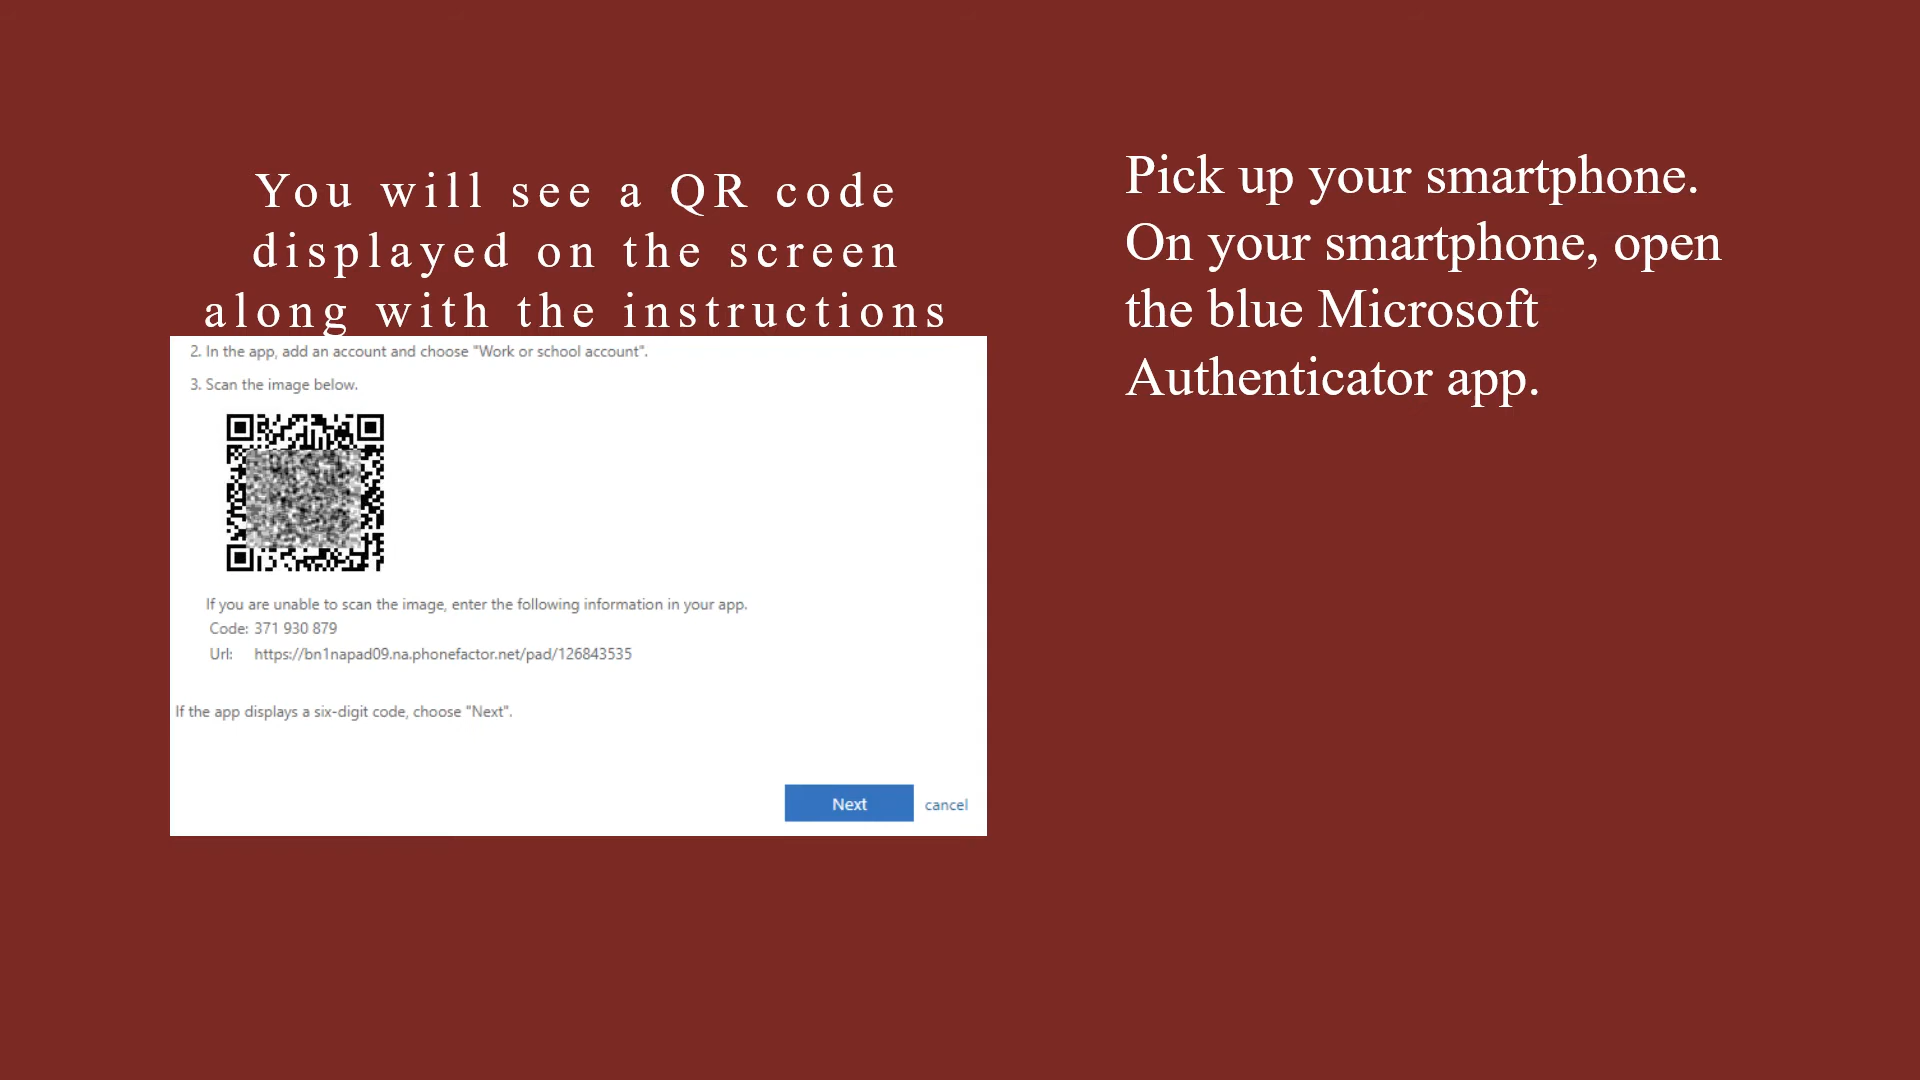 You will see a QR code
displayed on the screen
along with the instructions
2. In the app, add an account and choose "Work or school account".
3. Scan the image below.
If you are unable to scan the image, enter the following information in your app.
Code: 371 930 879
Url: https://bn1napad09.na.phonefactor.net/pad/126843535
If the app displays a six-digit code, choose "Next".
Next cancel
Pick up your smartphone.
On your smartphone, open
the blue Microsoft
Authenticator app.